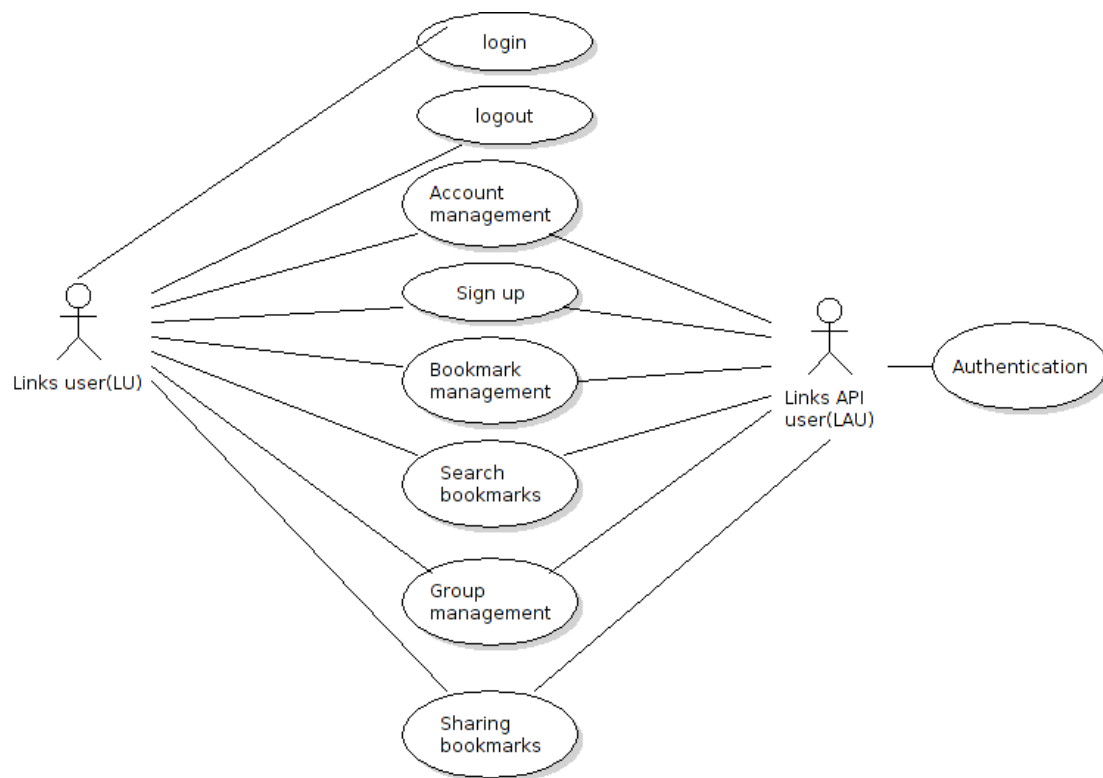 login
logout
Account
management
Sign up
Links user(LU)
Bookmark
management
Links API
user(LAU)
Authentication
Search
bookmarks
Group
management
Sharing
bookmarks